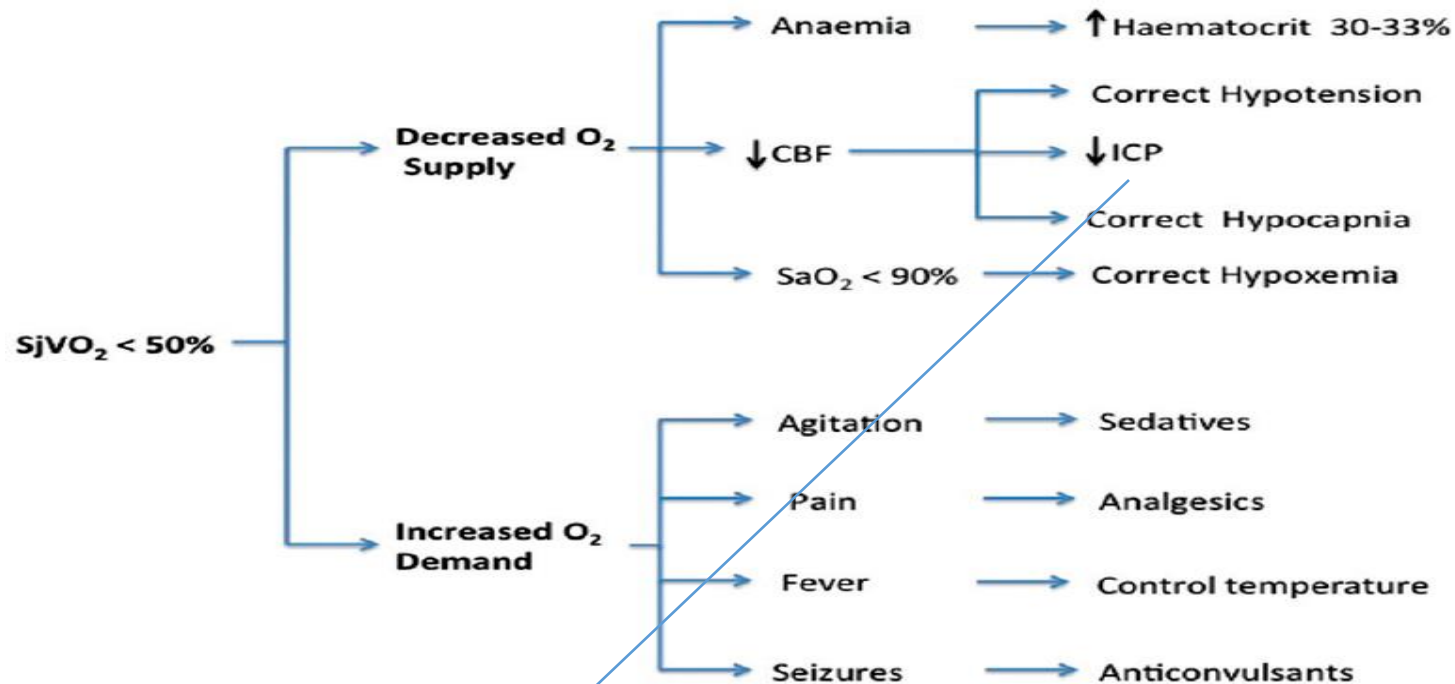 SjVO₂ < 50%
Decreased O₂
Supply
Anaemia
↑ Haematocrit 30-33%
↓CBF
Correct Hypotension
↓ICP
Correct Hypocapnia
SaO₂ < 90%
Correct Hypoxemia
Increased O₂
Demand
Agitation
Sedatives
Pain
Analgesics
Fever
Control temperature
Seizures
Anticonvulsants